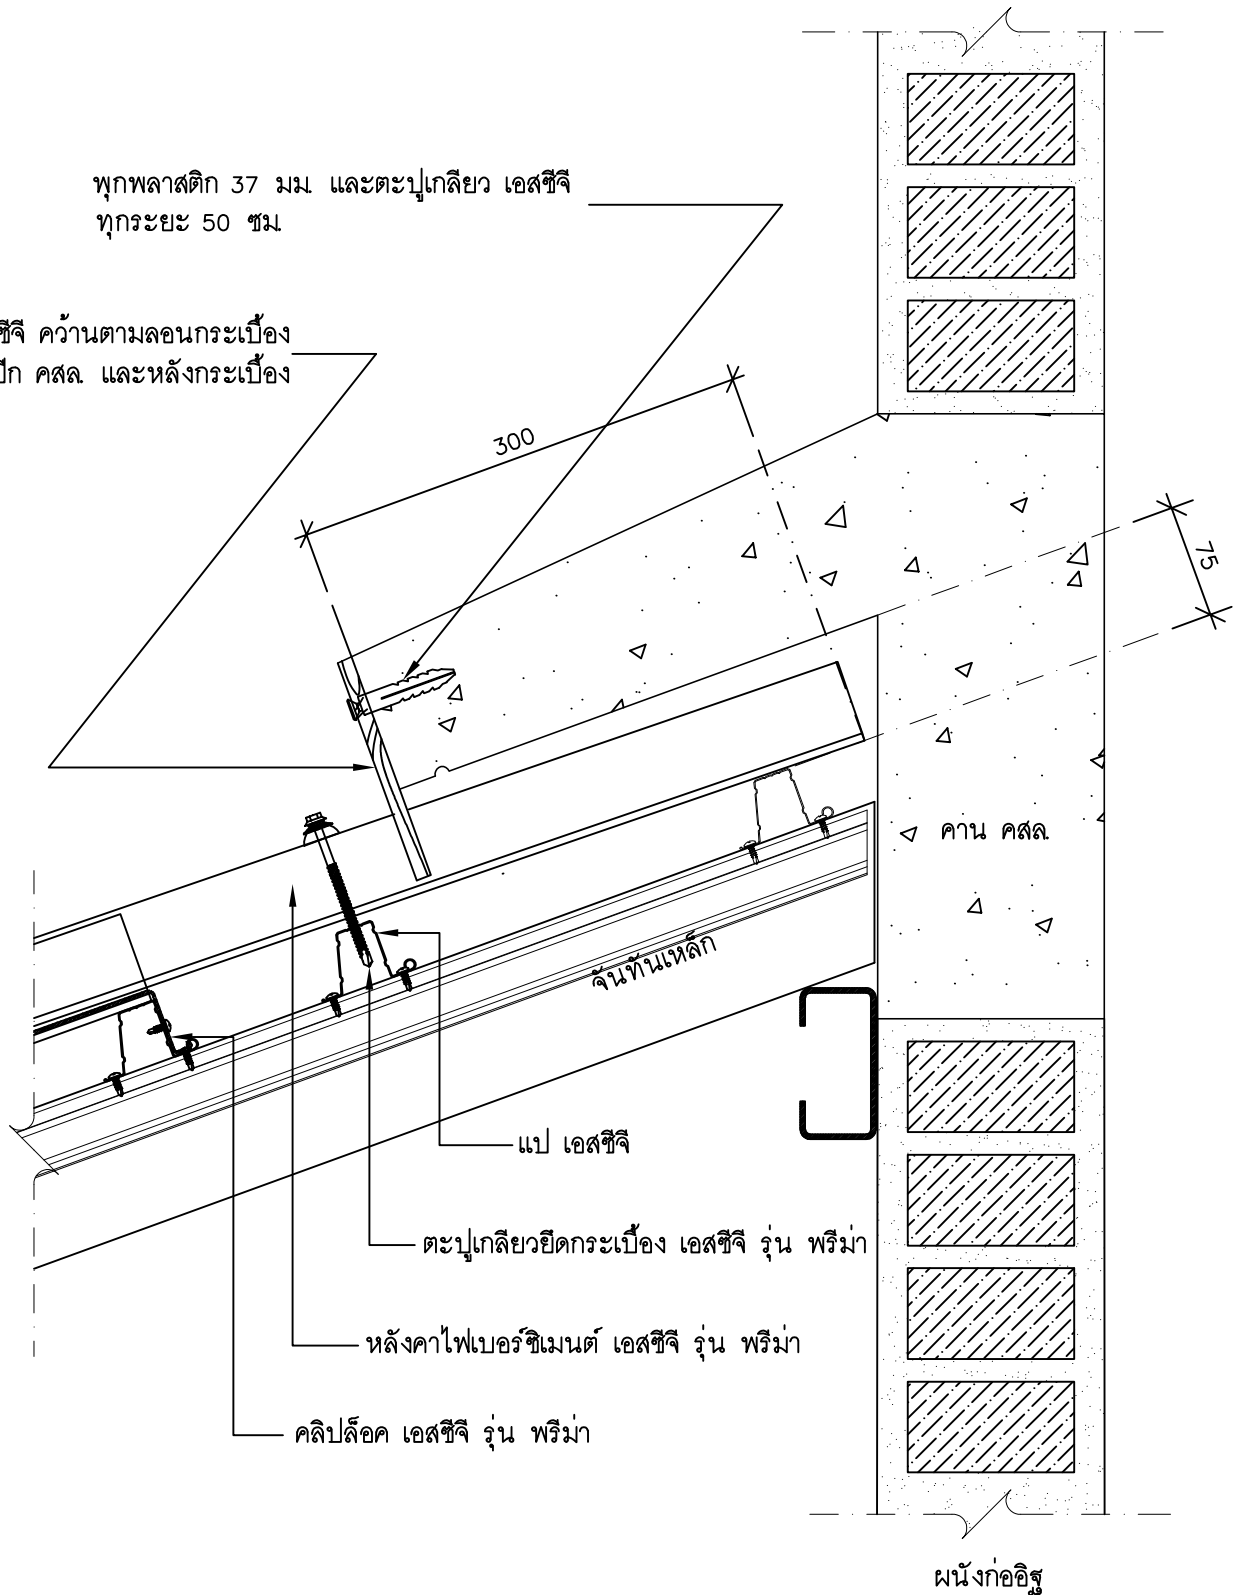 พุกพลาสติก 37 มม. และตะปูเกลียว เอสซีจี
ทุกระยะ 50 ซม.
ซีจี คว้านตามลอนกระเบื้อง
ปีก คสล. และหลังกระเบื้อง
300
75
คาน คสล.
จันทันเหล็ก
แป เอสซีจี
ตะปูเกลียวยึดกระเบื้อง เอสซีจี รุ่น พรีม่า
หลังคาไฟเบอร์ซิเมนต์ เอสซีจี รุ่น พรีม่า
คลิปล็อค เอสซีจี รุ่น พรีม่า
ผนังก่ออิฐ